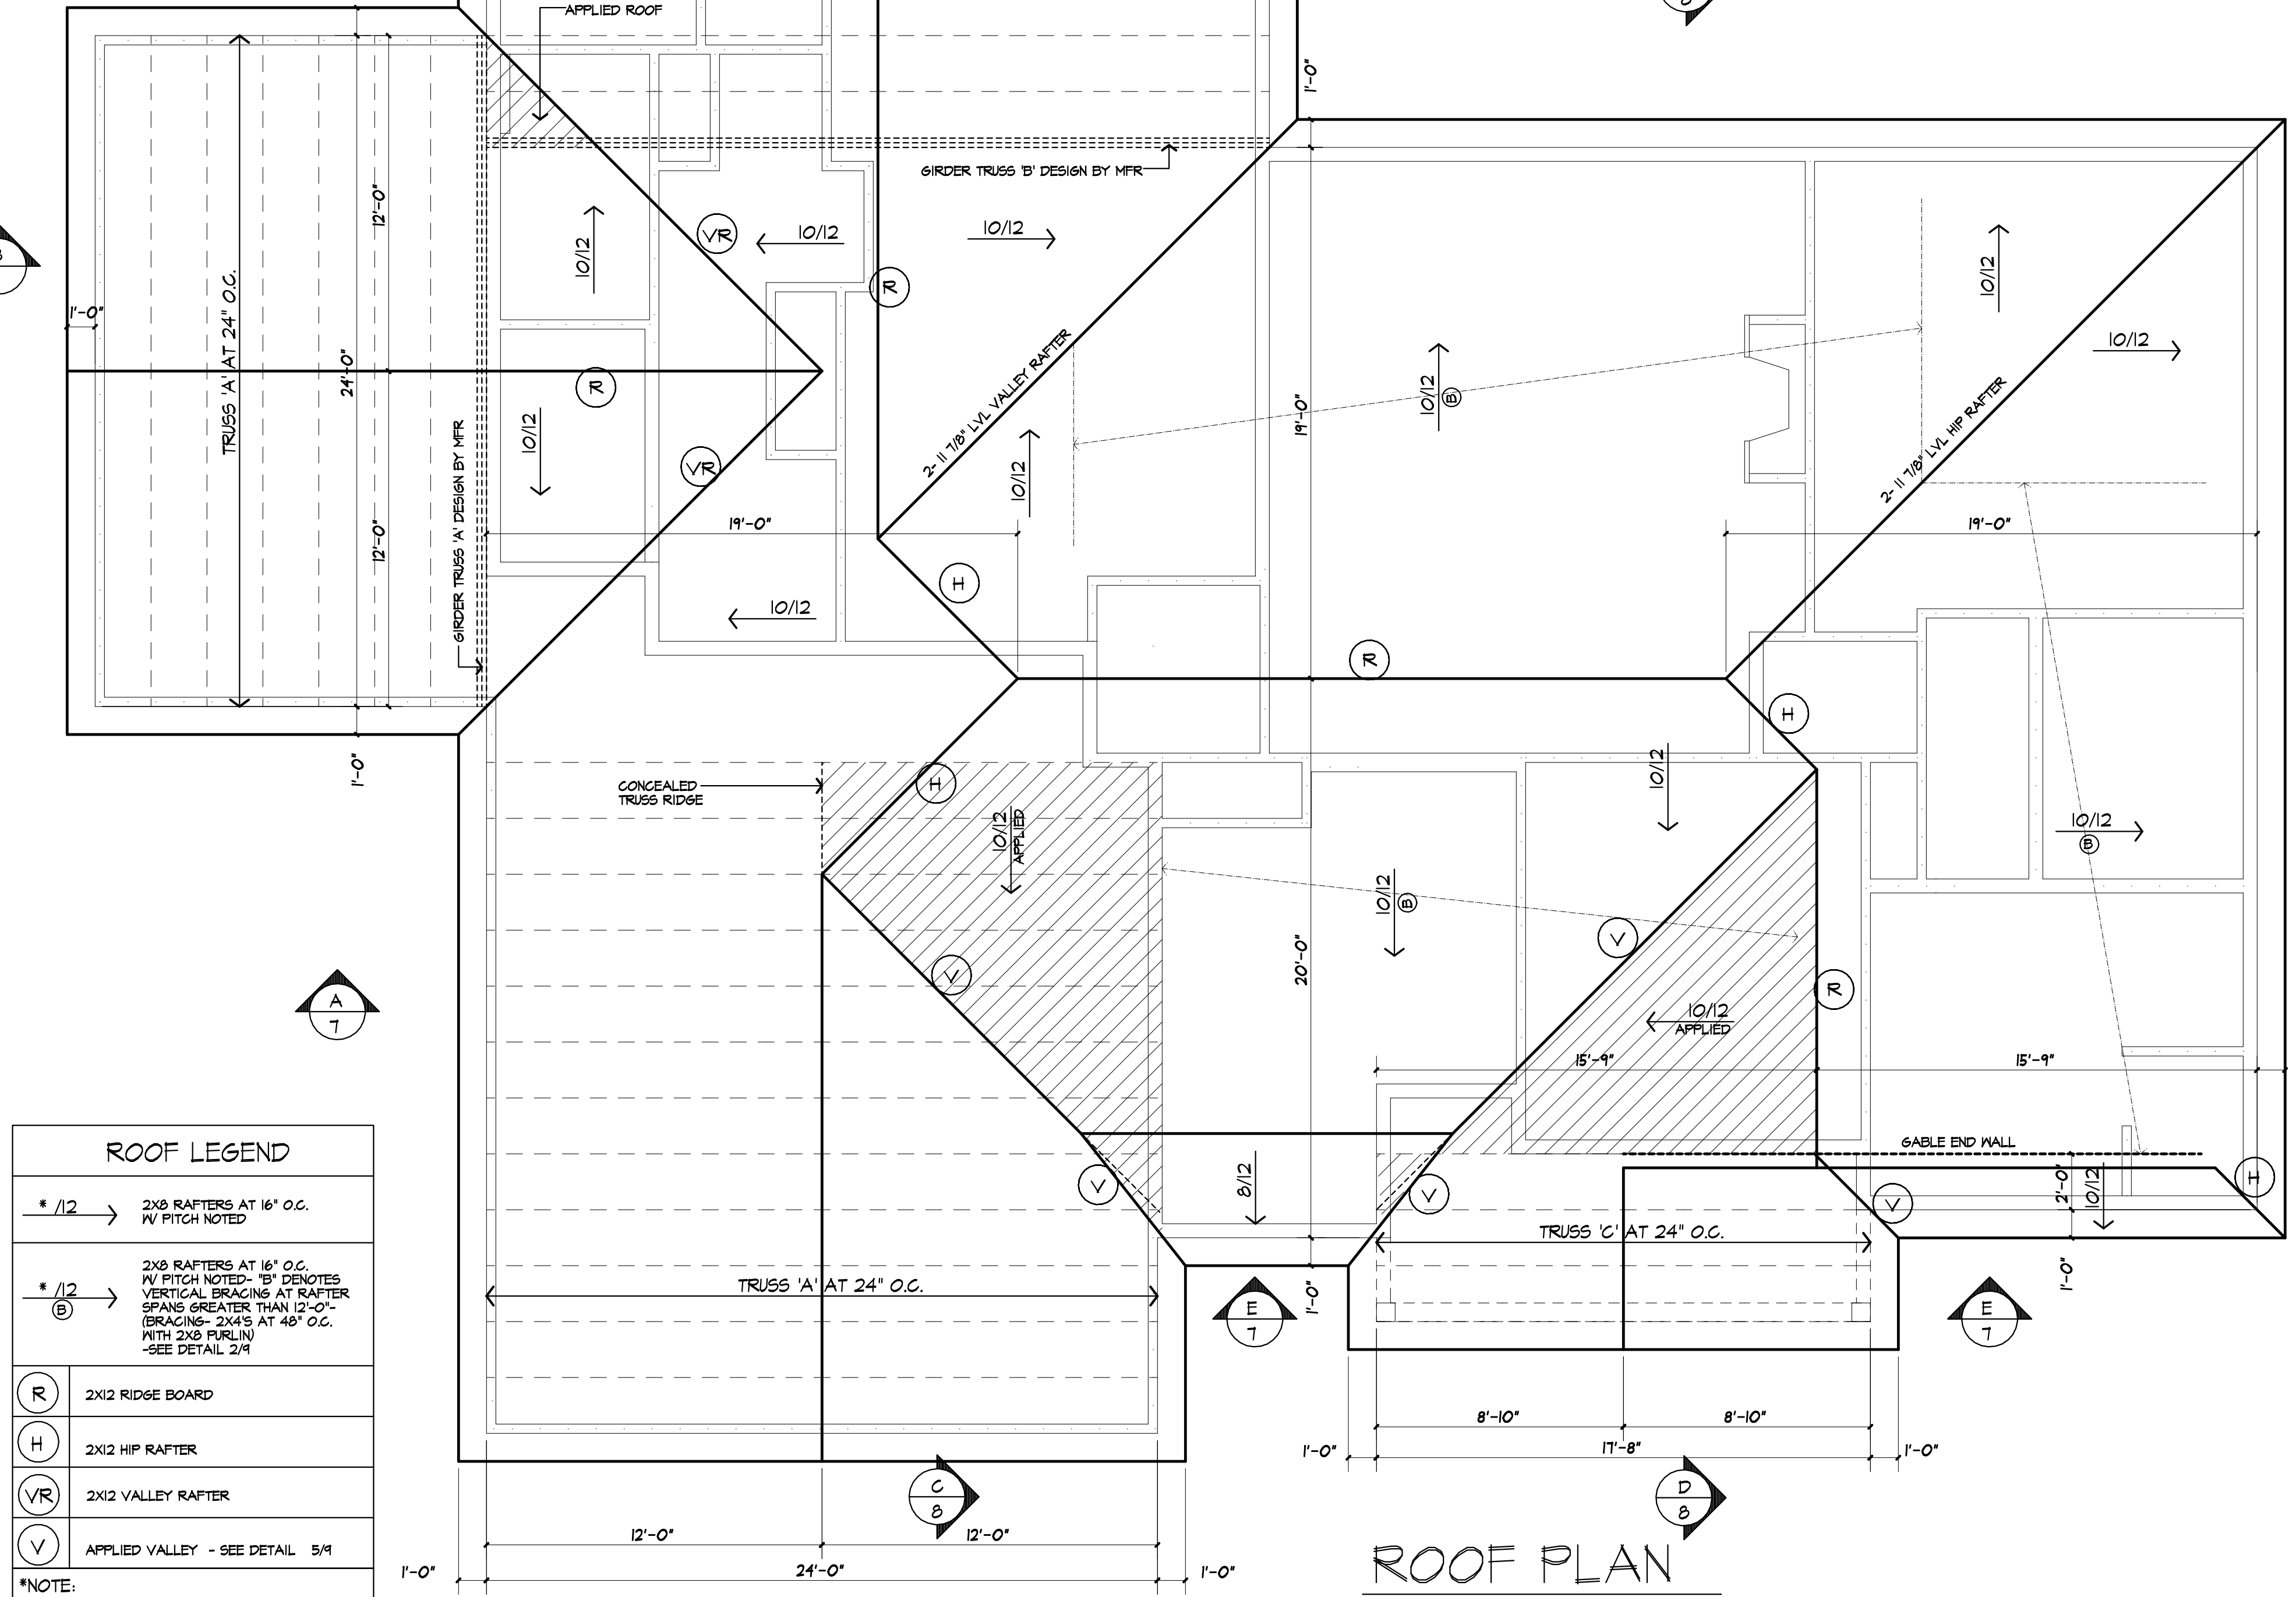 APPLIED ROOF
1'-0"
GIRDER TRUSS 'B' DESIGN BY MFR
12'-0"
10/12
VR
10/12
10/12
10/12
10/12
TRUSS 'A' AT 24" O.C.
R
1'-0"
24'-0"
2- 11 7/8" LVL VALLEY RAFTER
10/12
B
19'-0"
R
10/12
VR
10/12
2- 11 7/8" LVL HIP RAFTER
GIRDER TRUSS 'A' DESIGN BY MFR
12'-0"
19'-0"
19'-0"
H
10/12
R
H
1'-0"
CONCEALED
TRUSS RIDGE
H
10/12
APPLIED
10/12
10/12
B
10/12
B
V
V
R
20'-0"
A
7
10/12
APPLIED
15'-9"
15'-9"
GABLE END WALL
V
8/12
V
V
2'-0"
10/12
H
TRUSS 'C' AT 24" O.C.
TRUSS 'A' AT 24" O.C.
E
7
1'-0"
E
7
1'-0"
8'-10"
8'-10"
1'-0"
17'-8"
1'-0"
C
8
D
8
12'-0"
12'-0"
1'-0"
24'-0"
1'-0"
ROOF PLAN
ROOF LEGEND
* /12
2X8 RAFTERS AT 16" O.C.
W/ PITCH NOTED
* /12
B
2X8 RAFTERS AT 16" O.C.
W/ PITCH NOTED- "B" DENOTES
VERTICAL BRACING AT RAFTER
SPANS GREATER THAN 12'-0"-
(BRACING- 2X4'S AT 48" O.C.
WITH 2X8 PURLIN)
-SEE DETAIL 2/9
R
2X12 RIDGE BOARD
H
2X12 HIP RAFTER
VR
2X12 VALLEY RAFTER
V
APPLIED VALLEY - SEE DETAIL 5/9
*NOTE: